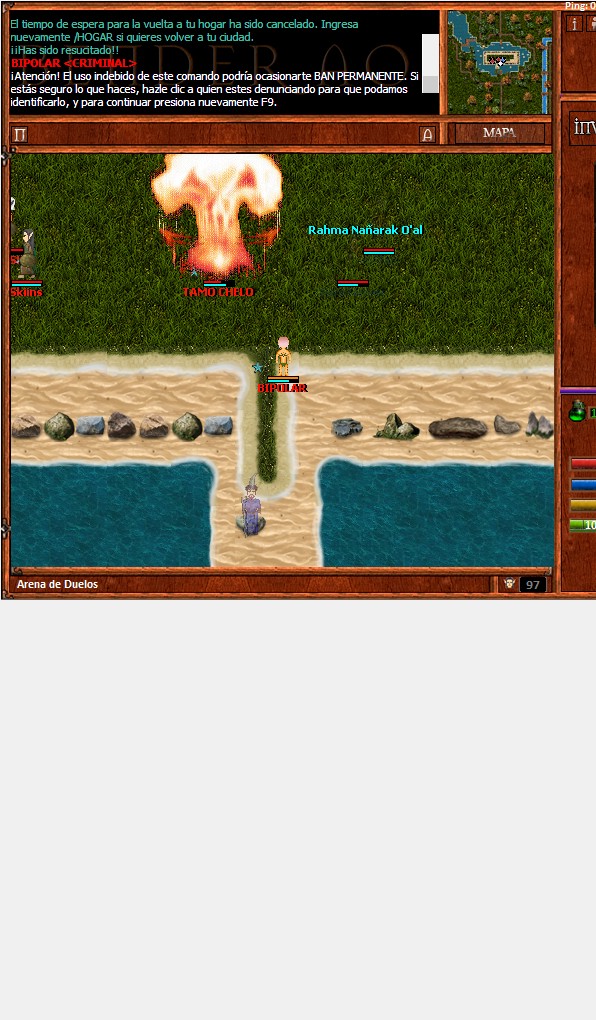 Ping: 0
El tiempo de espera para la vuelta a tu hogar ha sido cancelado. Ingresa
nuevamente /HOGAR si quieres volver a tu ciudad.
¡¡Has sido resucitado!!
BIPOLAR <CRIMINAL>
¡Atención! El uso indebido de este comando podría ocasionarte BAN PERMANENTE. Si
estás seguro lo que haces, hazle clic a quien estes denunciando para que podamos
identificarlo, y para continuar presiona nuevamente F9.
MAPA
Rahma Nañarak O'al
Skiins
TAMO CHELO
BIPOLAR
10
Arena de Duelos
97